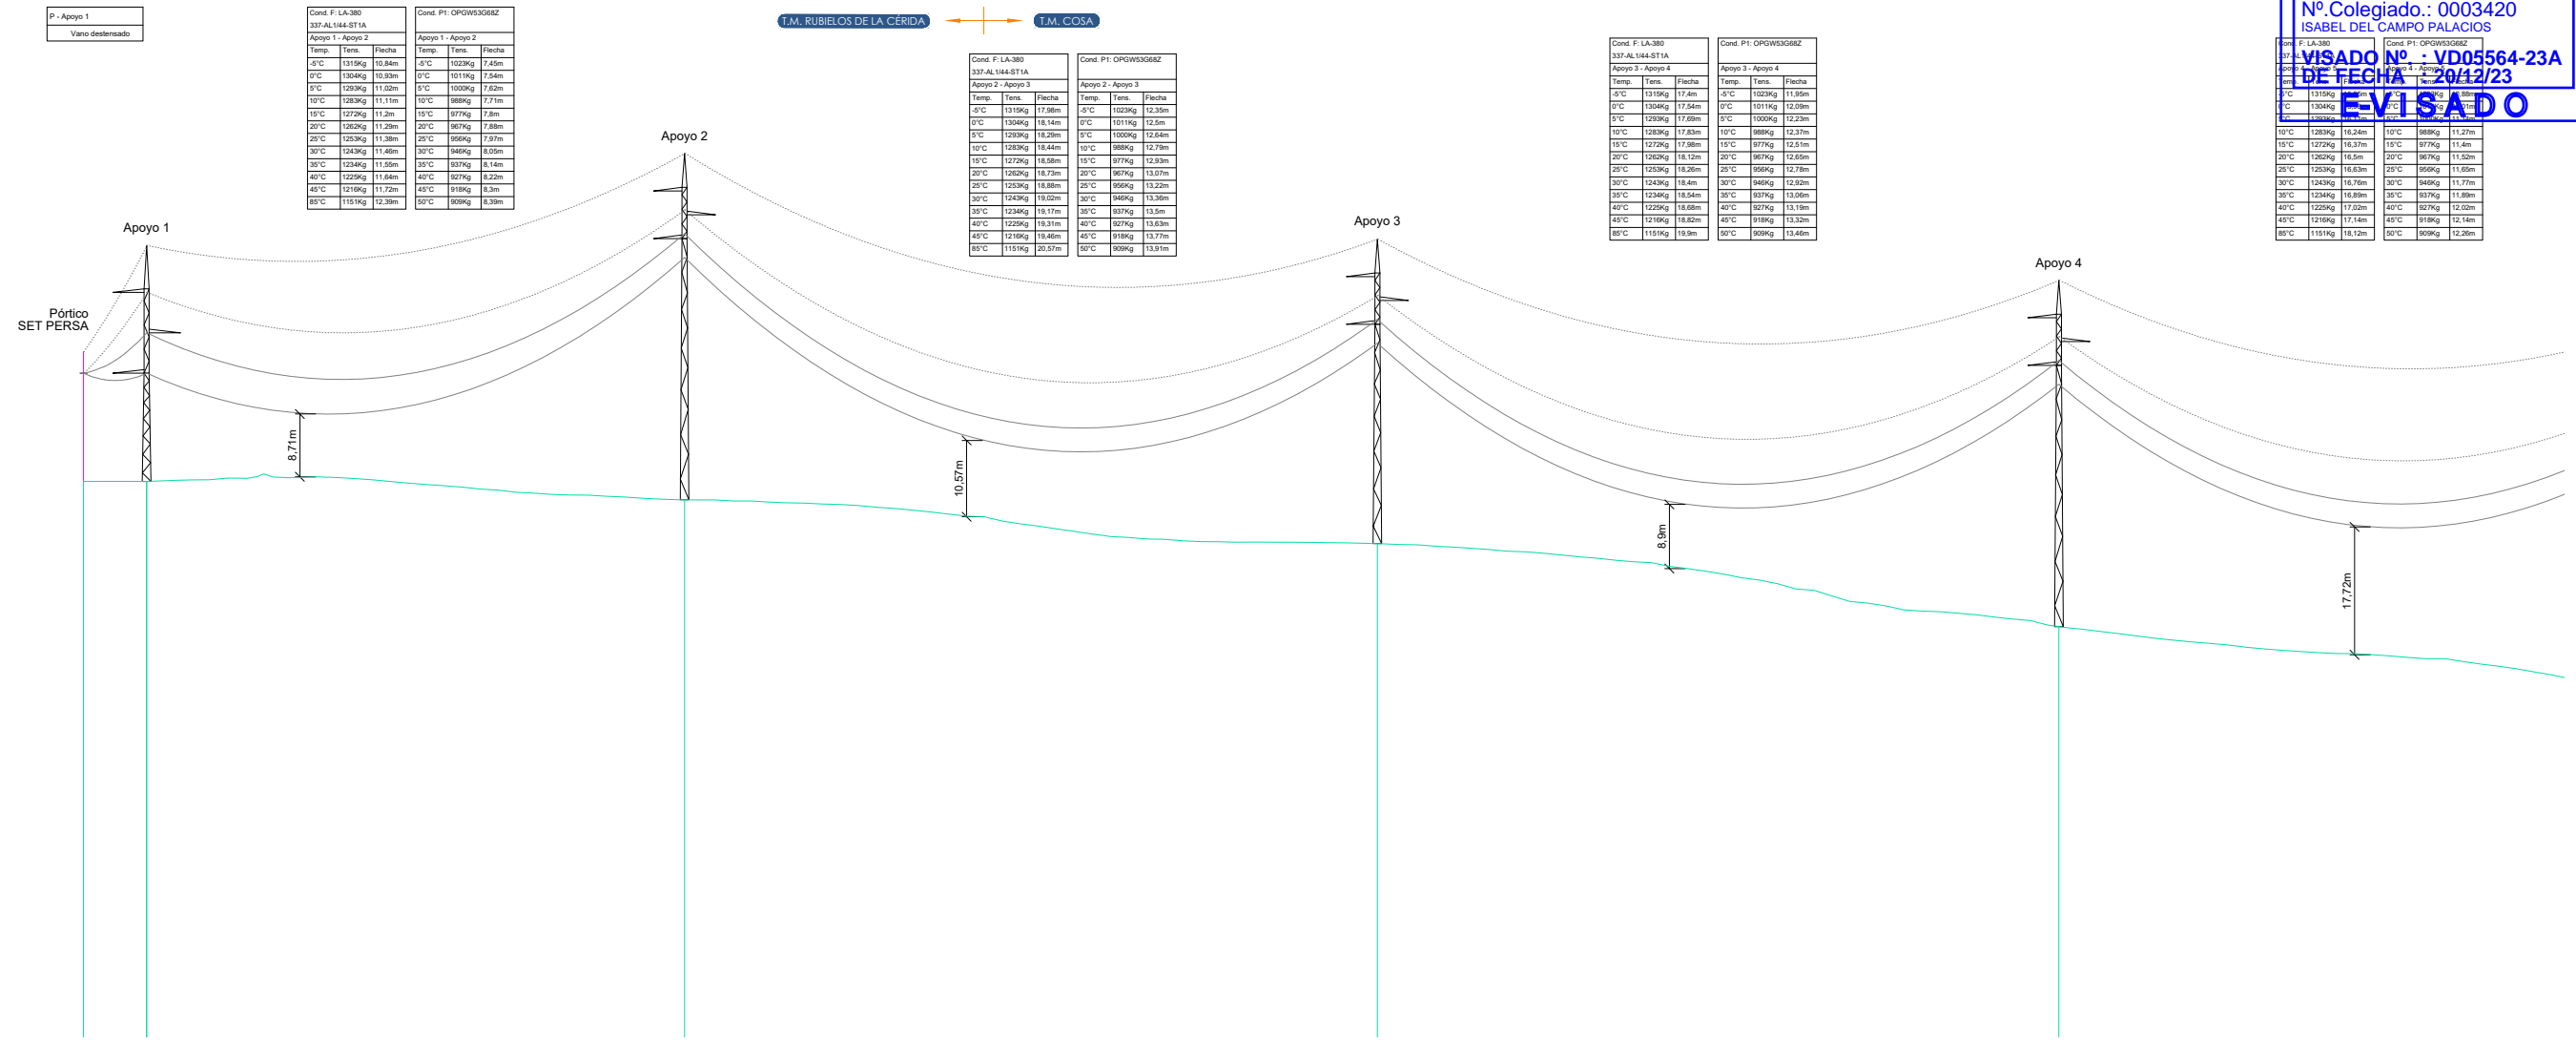 P - Apoyo 1
Vano destensado
Cond. F: LA-380
337-AL1/44-ST1A
Apoyo 1 - Apoyo 2
Temp. Tens. Flecha
-5°C 1315Kg 10,84m
0°C 1304Kg 10,93m
5°C 1293Kg 11,02m
10°C 1283Kg 11,11m
15°C 1272Kg 11,2m
20°C 1262Kg 11,29m
25°C 1253Kg 11,38m
30°C 1243Kg 11,46m
35°C 1234Kg 11,55m
40°C 1225Kg 11,64m
45°C 1216Kg 11,72m
85°C 1151Kg 12,39m
Cond. P1: OPGW53G68Z
Apoyo 1 - Apoyo 2
Temp. Tens. Flecha
-5°C 1023Kg 7,45m
0°C 1011Kg 7,54m
5°C 1000Kg 7,62m
10°C 988Kg 7,71m
15°C 977Kg 7,8m
20°C 967Kg 7,88m
25°C 956Kg 7,97m
30°C 946Kg 8,05m
35°C 937Kg 8,14m
40°C 927Kg 8,22m
45°C 918Kg 8,3m
50°C 909Kg 8,39m
T.M. RUBIELOS DE LA CÉRIDA
T.M. COSA
Cond. F: LA-380
337-AL1/44-ST1A
Apoyo 2 - Apoyo 3
Temp. Tens. Flecha
-5°C 1315Kg 17,98m
0°C 1304Kg 18,14m
5°C 1293Kg 18,29m
10°C 1283Kg 18,44m
15°C 1272Kg 18,58m
20°C 1262Kg 18,73m
25°C 1253Kg 18,88m
30°C 1243Kg 19,02m
35°C 1234Kg 19,17m
40°C 1225Kg 19,31m
45°C 1216Kg 19,46m
85°C 1151Kg 20,57m
Cond. P1: OPGW53G68Z
Apoyo 2 - Apoyo 3
Temp. Tens. Flecha
-5°C 1023Kg 12,35m
0°C 1011Kg 12,5m
5°C 1000Kg 12,64m
10°C 988Kg 12,79m
15°C 977Kg 12,93m
20°C 967Kg 13,07m
25°C 956Kg 13,22m
30°C 946Kg 13,36m
35°C 937Kg 13,5m
40°C 927Kg 13,63m
45°C 918Kg 13,77m
50°C 909Kg 13,91m
Cond. F: LA-380
337-AL1/44-ST1A
Apoyo 3 - Apoyo 4
Temp. Tens. Flecha
-5°C 1315Kg 17,4m
0°C 1304Kg 17,54m
5°C 1293Kg 17,69m
10°C 1283Kg 17,83m
15°C 1272Kg 17,98m
20°C 1262Kg 18,12m
25°C 1253Kg 18,26m
30°C 1243Kg 18,4m
35°C 1234Kg 18,54m
40°C 1225Kg 18,68m
45°C 1216Kg 18,82m
85°C 1151Kg 19,9m
Cond. P1: OPGW53G68Z
Apoyo 3 - Apoyo 4
Temp. Tens. Flecha
-5°C 1023Kg 11,95m
0°C 1011Kg 12,09m
5°C 1000Kg 12,23m
10°C 988Kg 12,37m
15°C 977Kg 12,51m
20°C 967Kg 12,65m
25°C 956Kg 12,78m
30°C 946Kg 12,92m
35°C 937Kg 13,06m
40°C 927Kg 13,19m
45°C 918Kg 13,32m
50°C 909Kg 13,46m
Nº.Colegiado.: 0003420
ISABEL DEL CAMPO PALACIOS
VISADO Nº. : VD05564-23A
DE FECHA : 20/12/23
E-VISADO
Cond. F: LA-380
1315Kg
1304Kg
10°C 1283Kg 16,24m
15°C 1272Kg 16,37m
20°C 1262Kg 16,5m
25°C 1253Kg 16,63m
30°C 1243Kg 16,76m
35°C 1234Kg 16,89m
40°C 1225Kg 17,02m
45°C 1216Kg 17,14m
85°C 1151Kg 18,12m
Cond. P1: OPGW53G68Z
10°C 988Kg 11,27m
15°C 977Kg 11,4m
20°C 967Kg 11,52m
25°C 956Kg 11,65m
30°C 946Kg 11,77m
35°C 937Kg 11,89m
40°C 927Kg 12,02m
45°C 918Kg 12,14m
50°C 909Kg 12,26m
Apoyo 1
Apoyo 2
Apoyo 3
Apoyo 4
Pórtico
SET PERSA
8,71m
10,57m
8,9m
17,72m